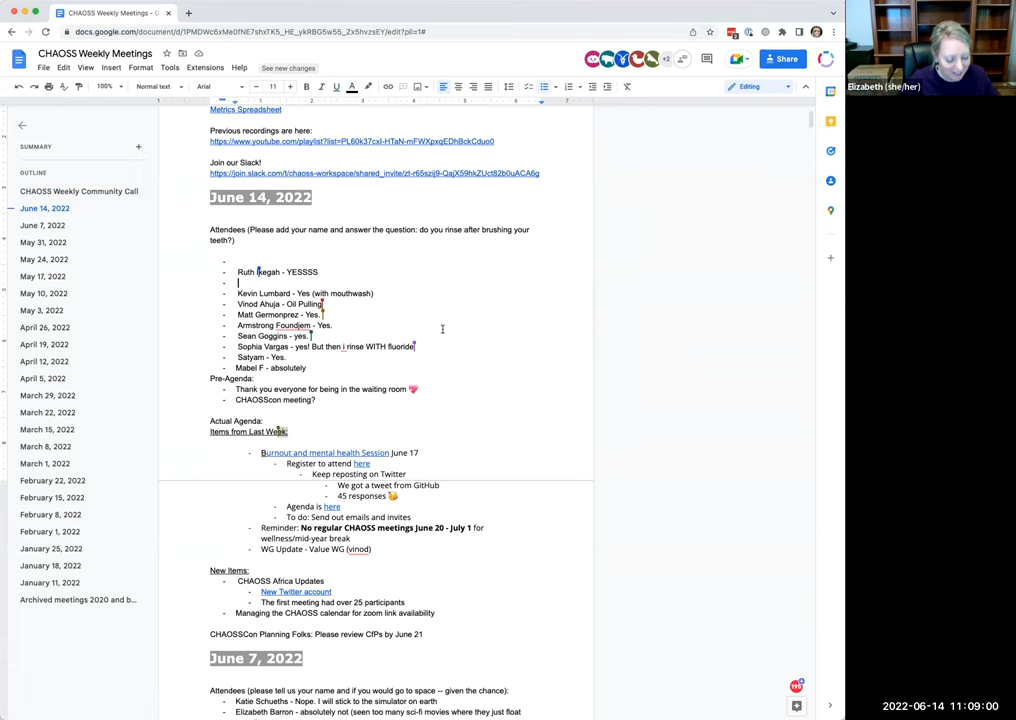 CHAOSS Weekly Meetings - G
docs.google.com/document/d/1PMDWc6xMe0fNE7shxTK5_HE_ykRBG5w55_Zx5hvzsEY/edit?pli=1#
CHAOSS Weekly Meetings
File Edit View Insert Format Tools Extensions Help See new changes
+2
Share
100% Normal text Arial 11 B I U A Editing
Elizabeth (she/her)
SUMMARY
OUTLINE
CHAOSS Weekly Community Call
June 14, 2022
June 7, 2022
May 31, 2022
May 24, 2022
May 17, 2022
May 10, 2022
May 3, 2022
April 26, 2022
April 19, 2022
April 12, 2022
April 5, 2022
March 29, 2022
March 22, 2022
March 15, 2022
March 8, 2022
March 1, 2022
February 22, 2022
February 15, 2022
February 8, 2022
February 1, 2022
January 25, 2022
January 18, 2022
January 11, 2022
Archived meetings 2020 and b...
Metrics Spreadsheet
Previous recordings are here:
https://www.youtube.com/playlist?list=PL60k37cxI-HTaN-mFWXpxqEDhBckCduo7
Join our Slack!
https://join.slack.com/t/chaoss-workspace/shared_invite/zt-r65szij9-QajX59hkZUct82b0uACA6g
June 14, 2022
Attendees (Please add your name and answer the question: do you rinse after brushing your
teeth?)
-
- Ruth Ikegah - YESSSS
-
- Kevin Lumbard - Yes (with mouthwash)
- Vinod Ahuja - Oil Pulling
- Matt Germonprez - Yes.
- Armstrong Foundjem - Yes.
- Sean Goggins - yes.
- Sophia Vargas - yes! But then i rinse WITH fluoride
- Satyam - Yes.
- Mabel F - absolutely
Pre-Agenda:
- Thank you everyone for being in the waiting room 💖
- CHAOSScon meeting?
Actual Agenda:
Items from Last Week:
- Burnout and mental health Session June 17
- Register to attend here
- Keep reposting on Twitter
- We got a tweet from GitHub
- 45 responses 🥰
- Agenda is here
- To do: Send out emails and invites
- Reminder: No regular CHAOSS meetings June 20 - July 1 for
wellness/mid-year break
- WG Update - Value WG (vinod)
New Items:
- CHAOSS Africa Updates
- New Twitter account
- The first meeting had over 25 participants
- Managing the CHAOSS calendar for zoom link availability
CHAOSSCon Planning Folks: Please review CfPs by June 21
June 7, 2022
Attendees (please tell us your name and if you would go to space -- given the chance):
- Katie Schueths - Nope. I will stick to the simulator on earth
- Elizabeth Barron - absolutely not (seen too many sci-fi movies where they just float
2022-06-14 11:09:00